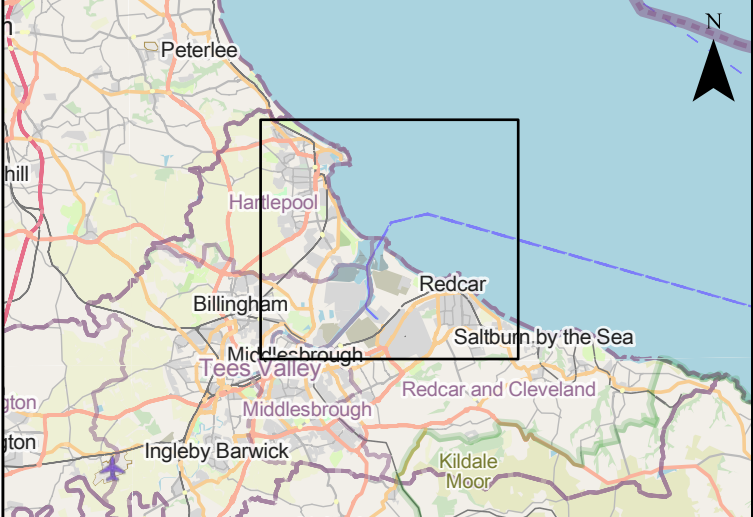 N
Peterlee
hill
Hartlepool
Redcar
Billingham
Saltburn by the Sea
Middlesbrough
Tees Valley
Redcar and Cleveland
gton
Middlesbrough
gton
Ingleby Barwick
Kildale
Moor